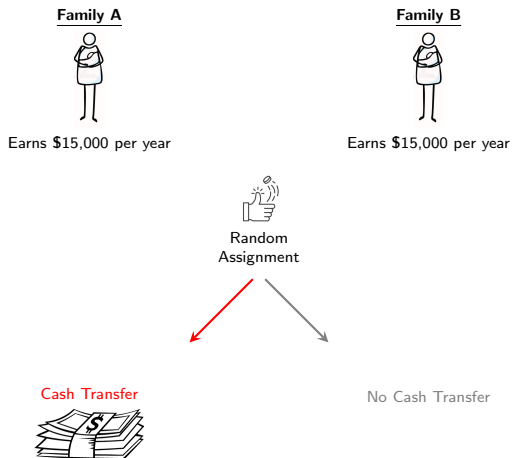 Family A
Family B
Earns $15,000 per year
Earns $15,000 per year
Random
Assignment
Cash Transfer
No Cash Transfer
$